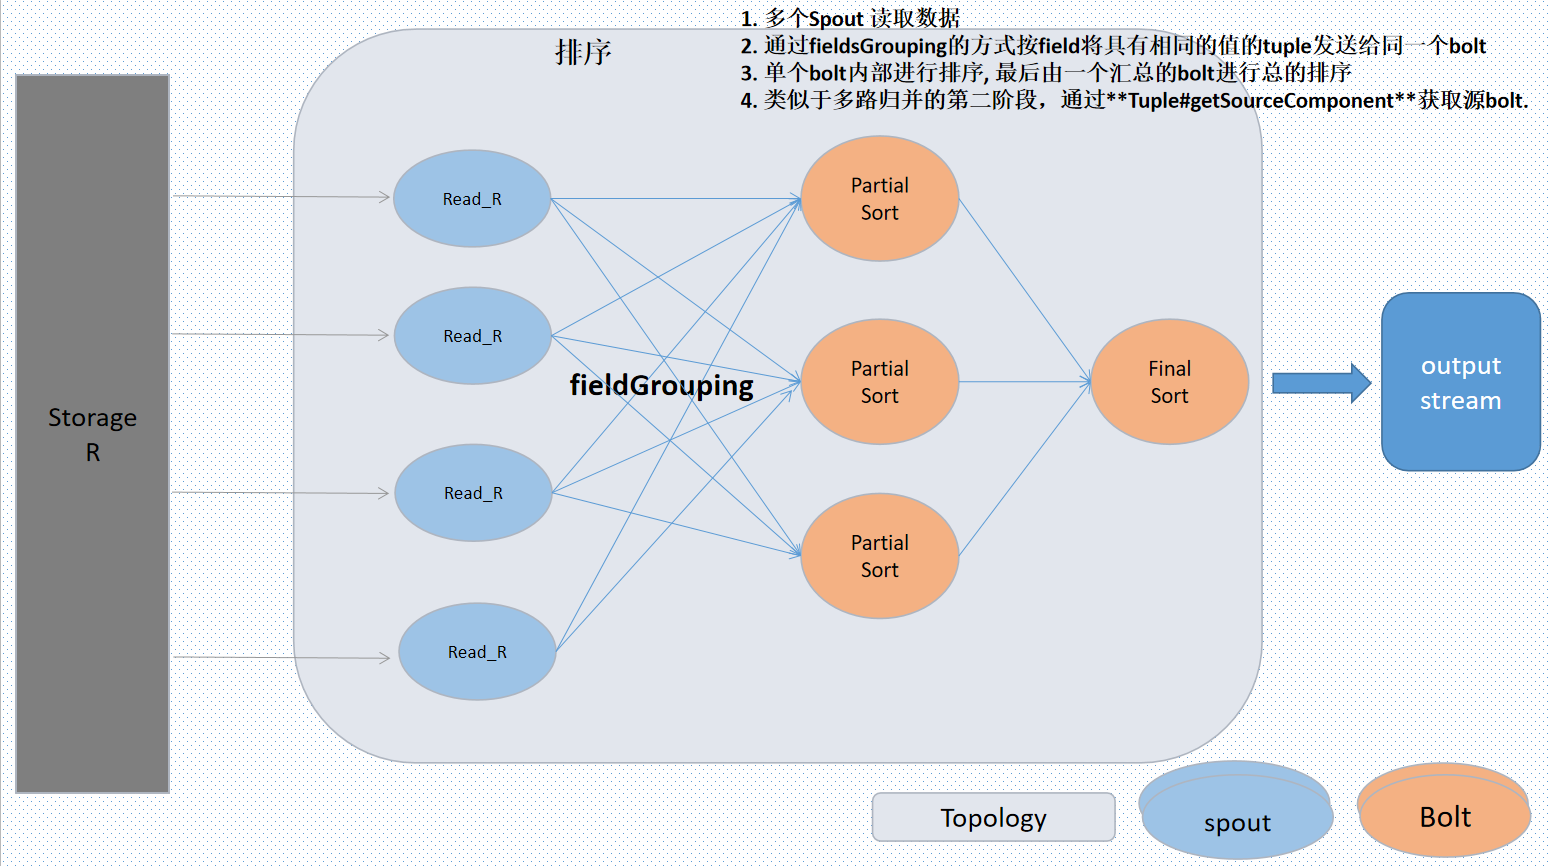 1. 多个Spout 读取数据
排序
2. 通过fieldsGrouping的方式按field将具有相同的值的tuple发送给同一个bolt
3. 单个bolt内部进行排序, 最后由一个汇总的bolt进行总的排序
4. 类似于多路归并的第二阶段，通过**Tuple#getSourceComponent**获取源bolt.
Storage
R
Read_R
Read_R
Read_R
Read_R
fieldGrouping
Partial
Sort
Partial
Sort
Partial
Sort
Final
Sort
output
stream
Topology
spout
Bolt